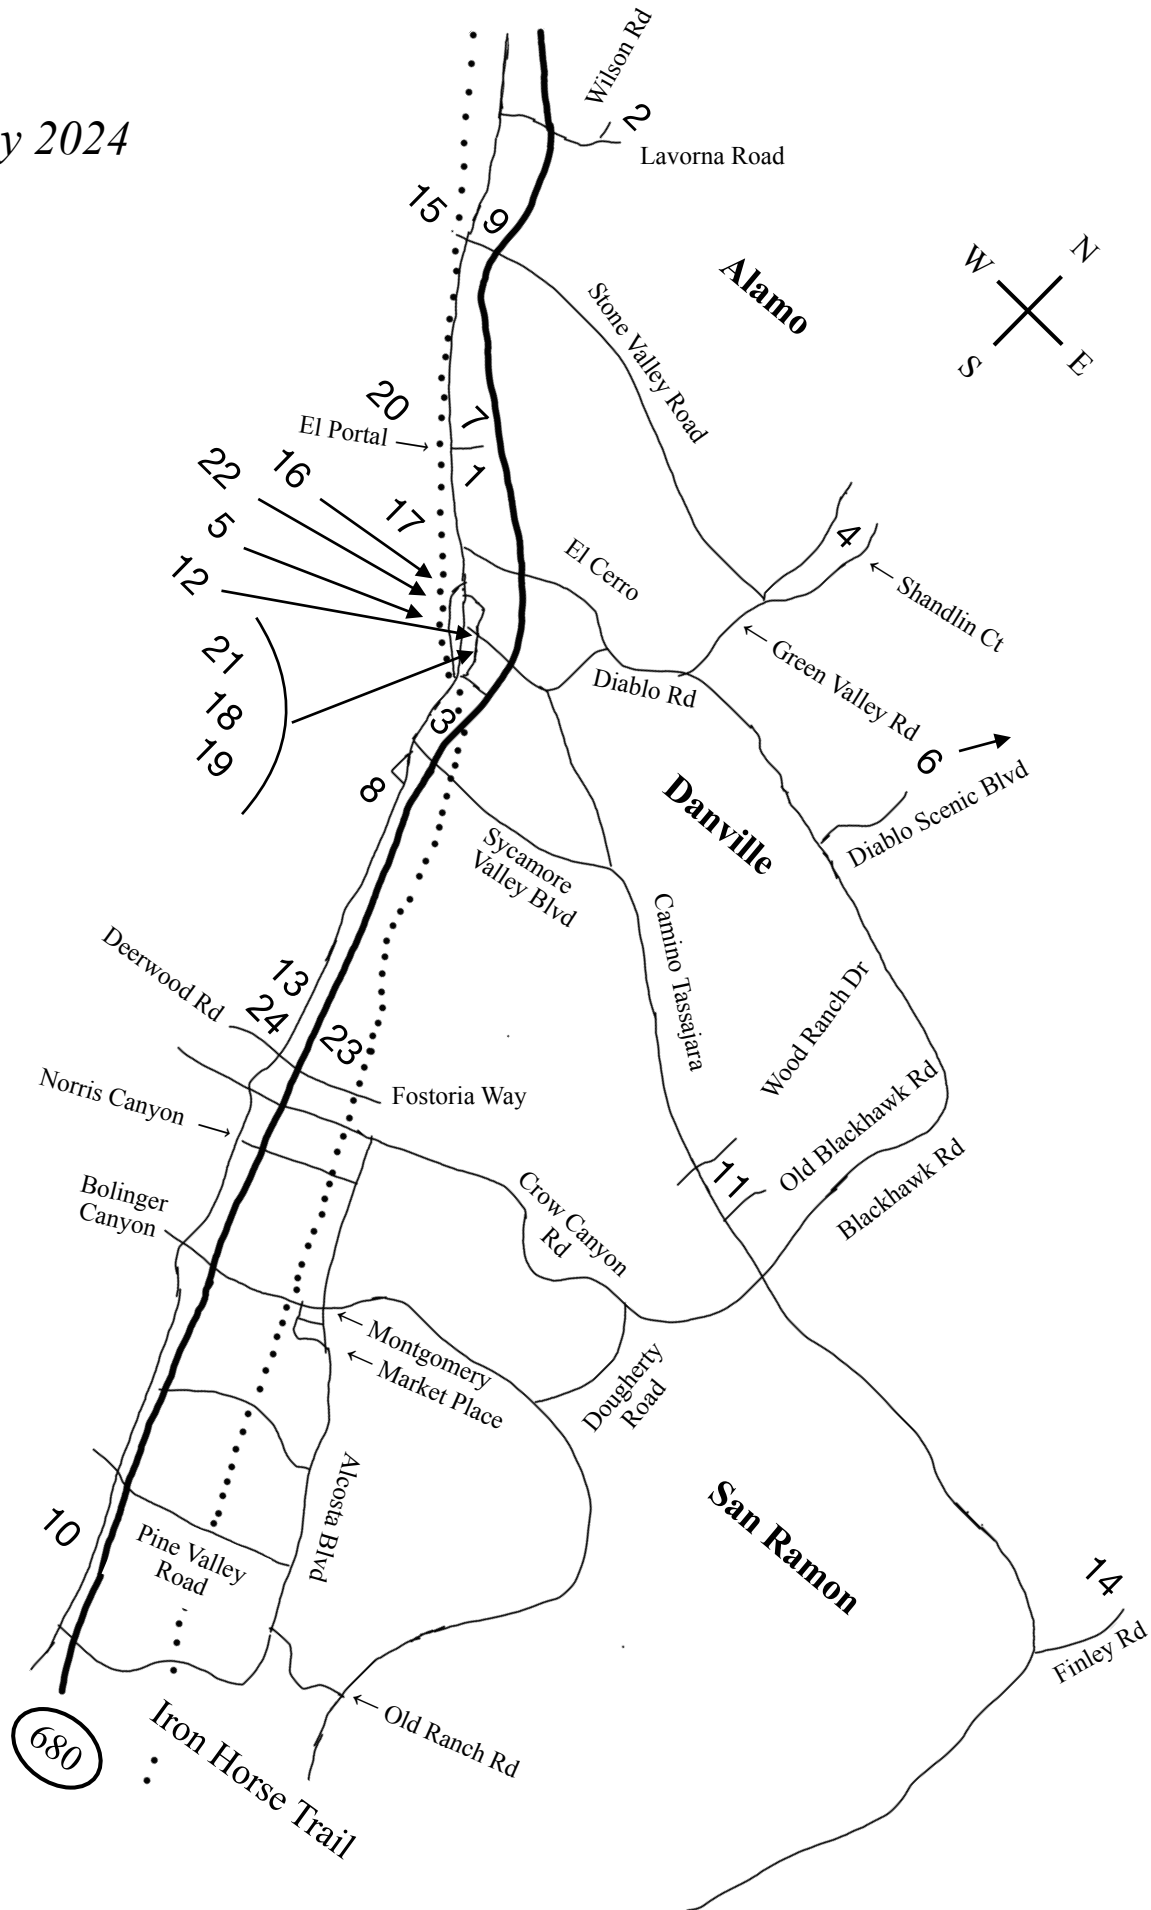 y 2024
Wilson Rd
2
Lavorna Road
15
9
Alamo
N
W
E
S
Stone Valley Road
20
7
El Portal →
1
22
16
17
5
12
El Cerro
4
← Shandlin Ct
21
18
19
← Green Valley Rd
Diablo Rd
3
6
8
Diablo Scenic Blvd
Danville
Sycamore
Valley Blvd
Camino Tassajara
Deerwood Rd
13
24
23
Wood Ranch Dr
Norris Canyon →
Fostoria Way
Old Blackhawk Rd
11
Blackhawk Rd
Bolinger
Canyon
Crow Canyon
Rd
← Montgomery
← Market Place
Dougherty
Road
Alcosta Blvd
San Ramon
10
Pine Valley
Road
14
Finley Rd
← Old Ranch Rd
680
Iron Horse Trail